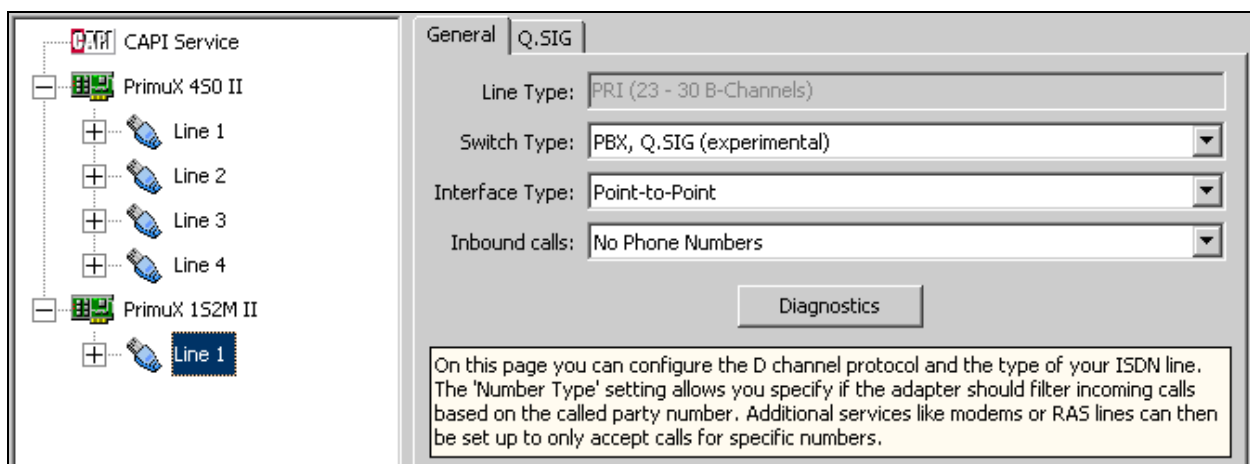 CAPI CAPI Service
PrimuX 4S0 II
Line 1
Line 2
Line 3
Line 4
PrimuX 1S2M II
Line 1
General
Q.SIG
Line Type: PRI (23 - 30 B-Channels)
Switch Type: PBX, Q.SIG (experimental)
Interface Type: Point-to-Point
Inbound calls: No Phone Numbers
Diagnostics
On this page you can configure the D channel protocol and the type of your ISDN line.
The 'Number Type' setting allows you specify if the adapter should filter incoming calls
based on the called party number. Additional services like modems or RAS lines can then
be set up to only accept calls for specific numbers.